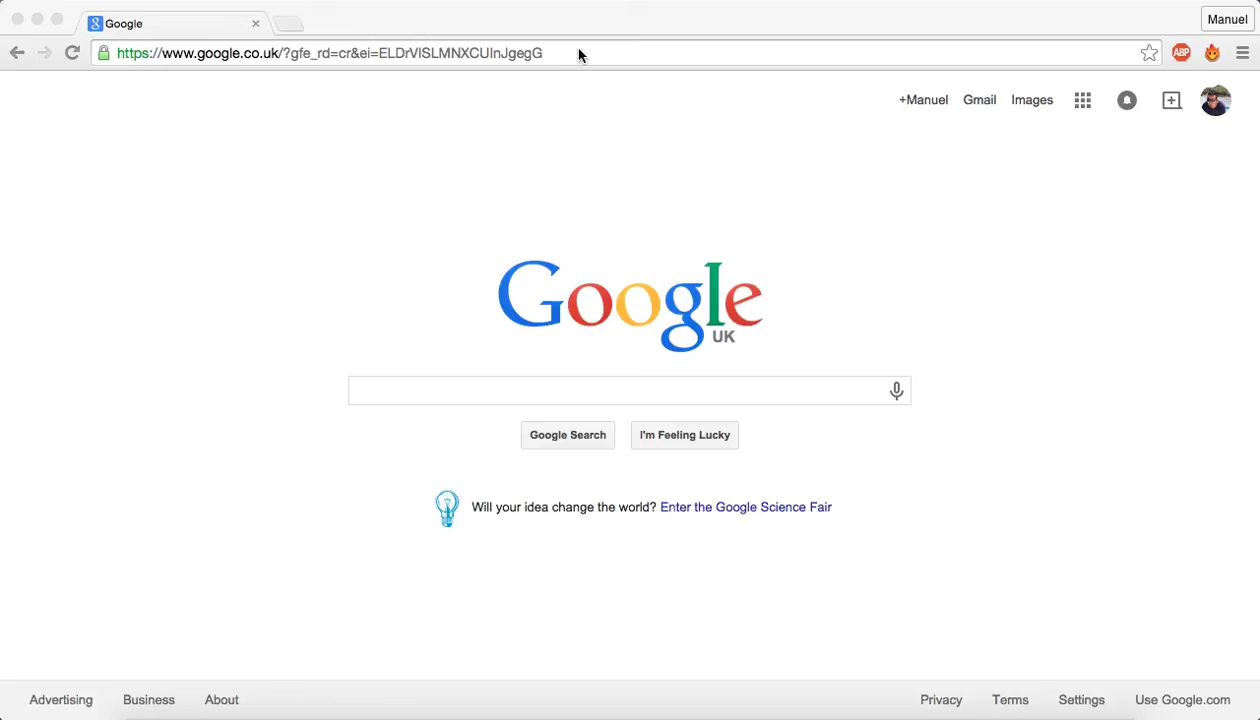 Google
Manuel
https://www.google.co.uk/?gfe_rd=cr&ei=ELDrVISLMNXCUInJgegG
ABP
+Manuel Gmail Images
Google
UK
Google Search I'm Feeling Lucky
Will your idea change the world? Enter the Google Science Fair
Advertising Business About Privacy Terms Settings Use Google.com